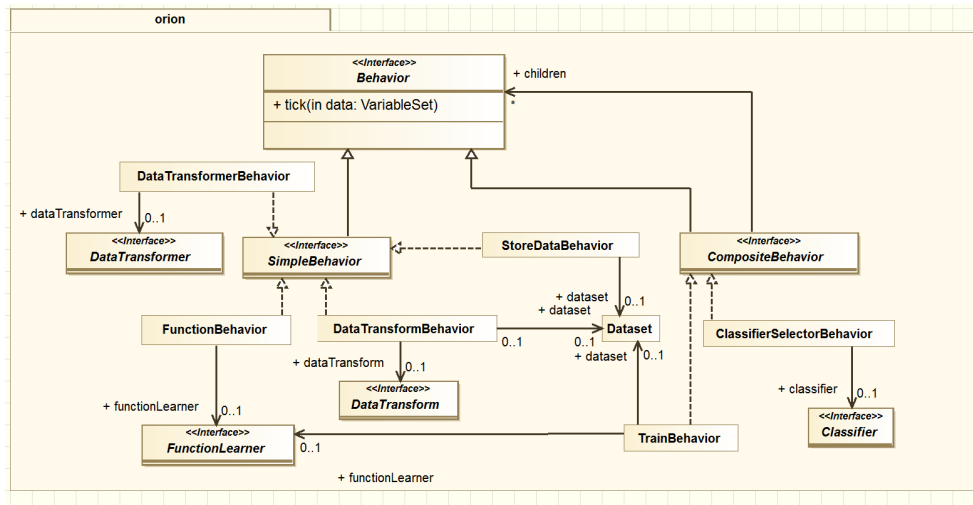 orion
<<Interface>>
Behavior
+ children
*
+ tick(in data: VariableSet)
DataTransformerBehavior
+ dataTransformer
0..1
<<Interface>>
DataTransformer
<<Interface>>
SimpleBehavior
StoreDataBehavior
<<Interface>>
CompositeBehavior
+ dataset
0..1
+ dataset
FunctionBehavior
DataTransformBehavior
0..1
0..1
Dataset
ClassifierSelectorBehavior
+ dataset
0..1
+ dataTransform
0..1
<<Interface>>
DataTransform
+ classifier
0..1
<<Interface>>
Classifier
+ functionLearner
0..1
<<Interface>>
FunctionLearner
0..1
TrainBehavior
+ functionLearner